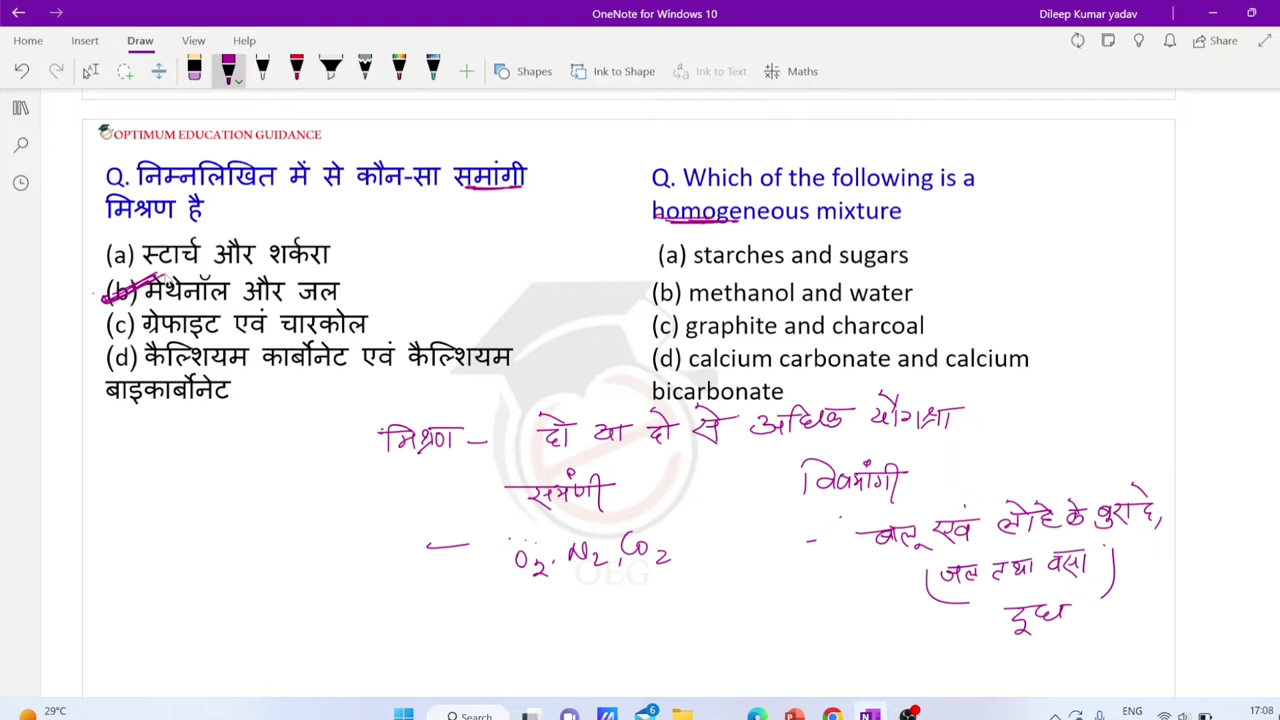 OneNote for Windows 10
Dileep Kumar yadav
Home Insert Draw View Help
Share
Shapes Ink to Shape Ink to Text Maths
OPTIMUM EDUCATION GUIDANCE
Q. निम्नलिखित में से कौन-सा समांगी
मिश्रण है
(a) स्टार्च और शर्करा
(b) मेथेनॉल और जल
(c) ग्रेफाइट एवं चारकोल
(d) कैल्शियम कार्बोनेट एवं कैल्शियम
बाइकार्बोनेट
Q. Which of the following is a
homogeneous mixture
(a) starches and sugars
(b) methanol and water
(c) graphite and charcoal
(d) calcium carbonate and calcium
bicarbonate
मिश्रण - दो या दो से अधिक
विषमांगी
O2, N2, CO2
- बालू एवं लोहे के बुरादे,
(जल तथा वसा)
दूध
OEG
29°C
Search
6
ENG
17:08